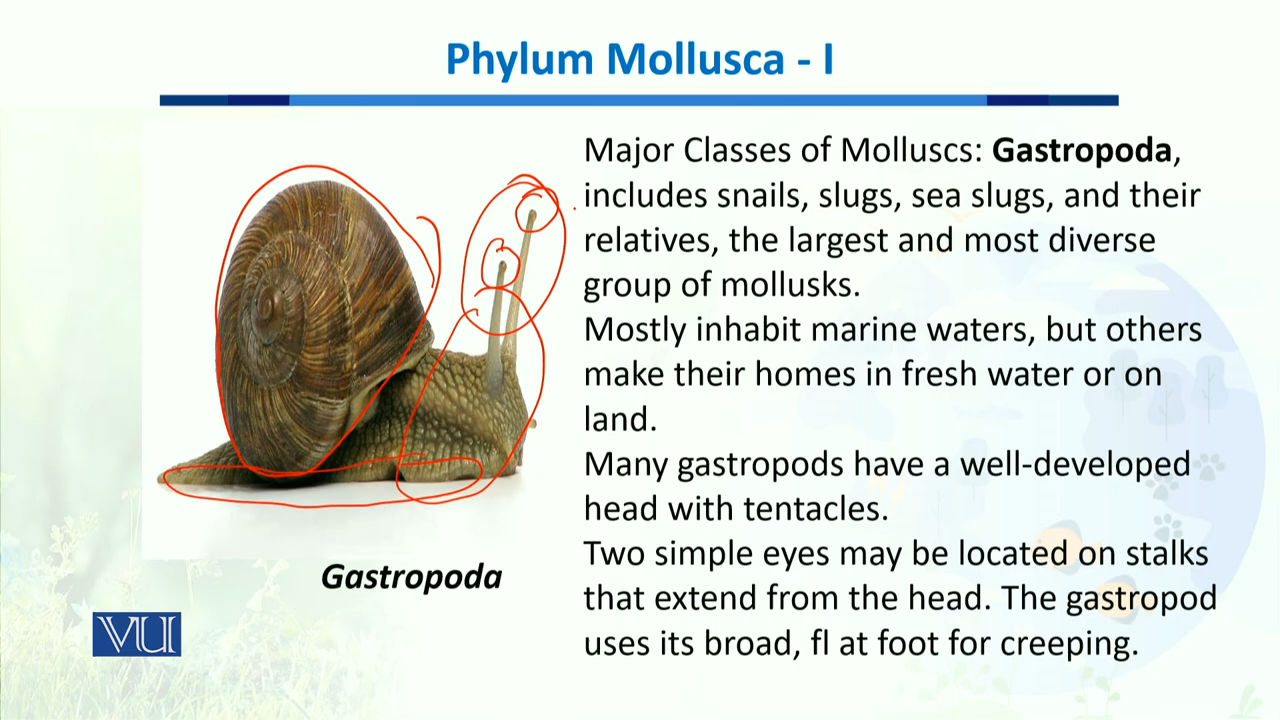 Phylum Mollusca - I
Major Classes of Molluscs: Gastropoda,
includes snails, slugs, sea slugs, and their
relatives, the largest and most diverse
group of mollusks.
Mostly inhabit marine waters, but others
make their homes in fresh water or on
land.
Many gastropods have a well-developed
head with tentacles.
Two simple eyes may be located on stalks
that extend from the head. The gastropod
uses its broad, fl at foot for creeping.
Gastropoda
VU